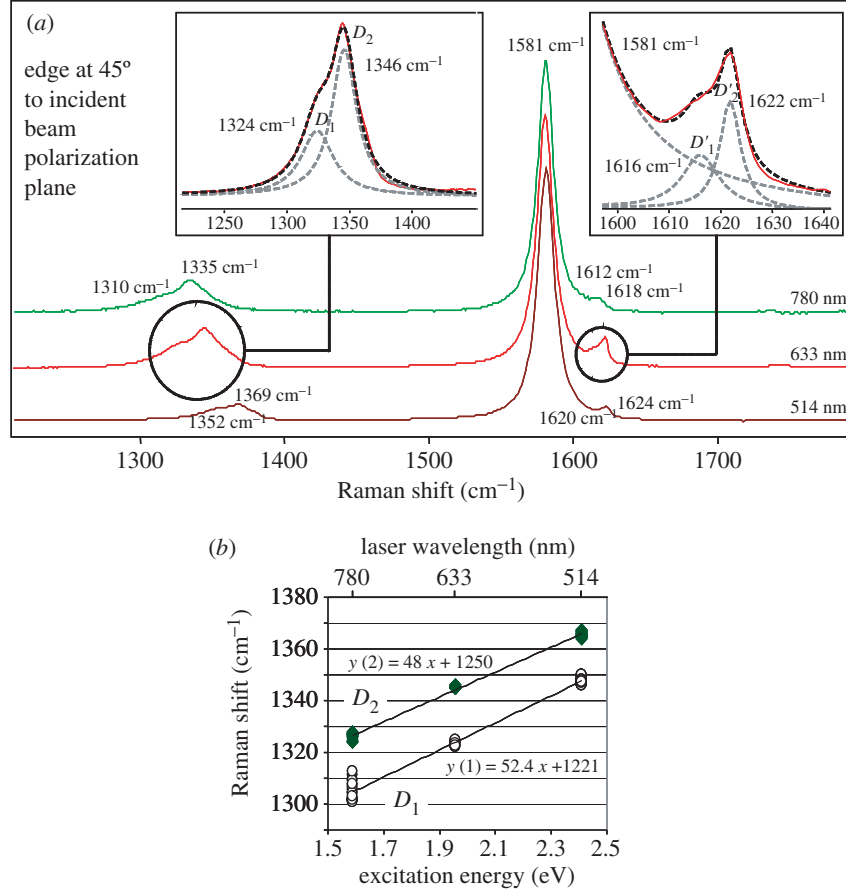 (a)
edge at 45º
to incident
beam
polarization
plane
D2
1346 cm⁻¹
1324 cm⁻¹
D'1
1250 1300 1350 1400
1581 cm⁻¹
1581 cm⁻¹
D'2
1622 cm⁻¹
D'1
1616 cm⁻¹
1600 1610 1620 1630 1640
1310 cm⁻¹
1335 cm⁻¹
1612 cm⁻¹
1618 cm⁻¹
780 nm
633 nm
1369 cm⁻¹
1352 cm⁻¹
1620 cm⁻¹
1624 cm⁻¹
514 nm
1300 1400 1500 1600 1700
Raman shift (cm⁻¹)
(b)
laser wavelength (nm)
780 633 514
1380
1360
1340
1320
1300
Raman shift (cm⁻¹)
y (2) = 48 x + 1250
D2
y (1) = 52.4 x +1221
D1
1.5 1.7 1.9 2.1 2.3 2.5
excitation energy (eV)